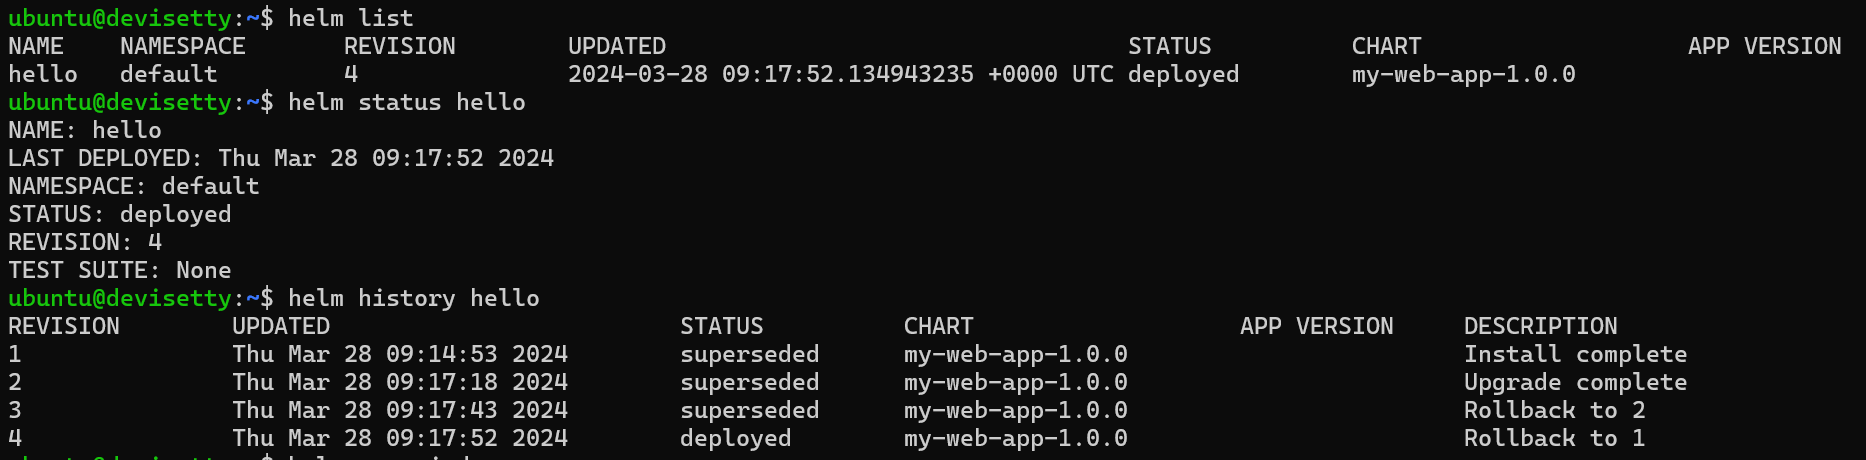 ubuntu@devisetty:~$ helm list
NAME NAMESPACE REVISION UPDATED STATUS CHART APP VERSION
hello default 4 2024-03-28 09:17:52.134943235 +0000 UTC deployed my-web-app-1.0.0
ubuntu@devisetty:~$ helm status hello
NAME: hello
LAST DEPLOYED: Thu Mar 28 09:17:52 2024
NAMESPACE: default
STATUS: deployed
REVISION: 4
TEST SUITE: None
ubuntu@devisetty:~$ helm history hello
REVISION UPDATED STATUS CHART APP VERSION DESCRIPTION
1 Thu Mar 28 09:14:53 2024 superseded my-web-app-1.0.0 Install complete
2 Thu Mar 28 09:17:18 2024 superseded my-web-app-1.0.0 Upgrade complete
3 Thu Mar 28 09:17:43 2024 superseded my-web-app-1.0.0 Rollback to 2
4 Thu Mar 28 09:17:52 2024 deployed my-web-app-1.0.0 Rollback to 1